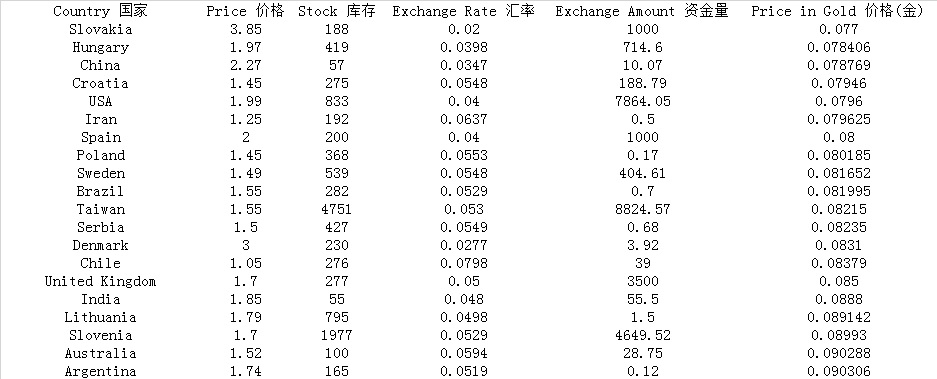 Country 国家 Price 价格 Stock 库存 Exchange Rate 汇率 Exchange Amount 资金量 Price in Gold 价格(金)
Slovakia 3.85 188 0.02 1000 0.077
Hungary 1.97 419 0.0398 714.6 0.078406
China 2.27 57 0.0347 10.07 0.078769
Croatia 1.45 275 0.0548 188.79 0.07946
USA 1.99 833 0.04 7864.05 0.0796
Iran 1.25 192 0.0637 0.5 0.079625
Spain 2 200 0.04 1000 0.08
Poland 1.45 368 0.0553 0.17 0.080185
Sweden 1.49 539 0.0548 404.61 0.081652
Brazil 1.55 282 0.0529 0.7 0.081995
Taiwan 1.55 4751 0.053 8824.57 0.08215
Serbia 1.5 427 0.0549 0.68 0.08235
Denmark 3 230 0.0277 3.92 0.0831
Chile 1.05 276 0.0798 39 0.08379
United Kingdom 1.7 277 0.05 3500 0.085
India 1.85 55 0.048 55.5 0.0888
Lithuania 1.79 795 0.0498 1.5 0.089142
Slovenia 1.7 1977 0.0529 4649.52 0.08993
Australia 1.52 100 0.0594 28.75 0.090288
Argentina 1.74 165 0.0519 0.12 0.090306